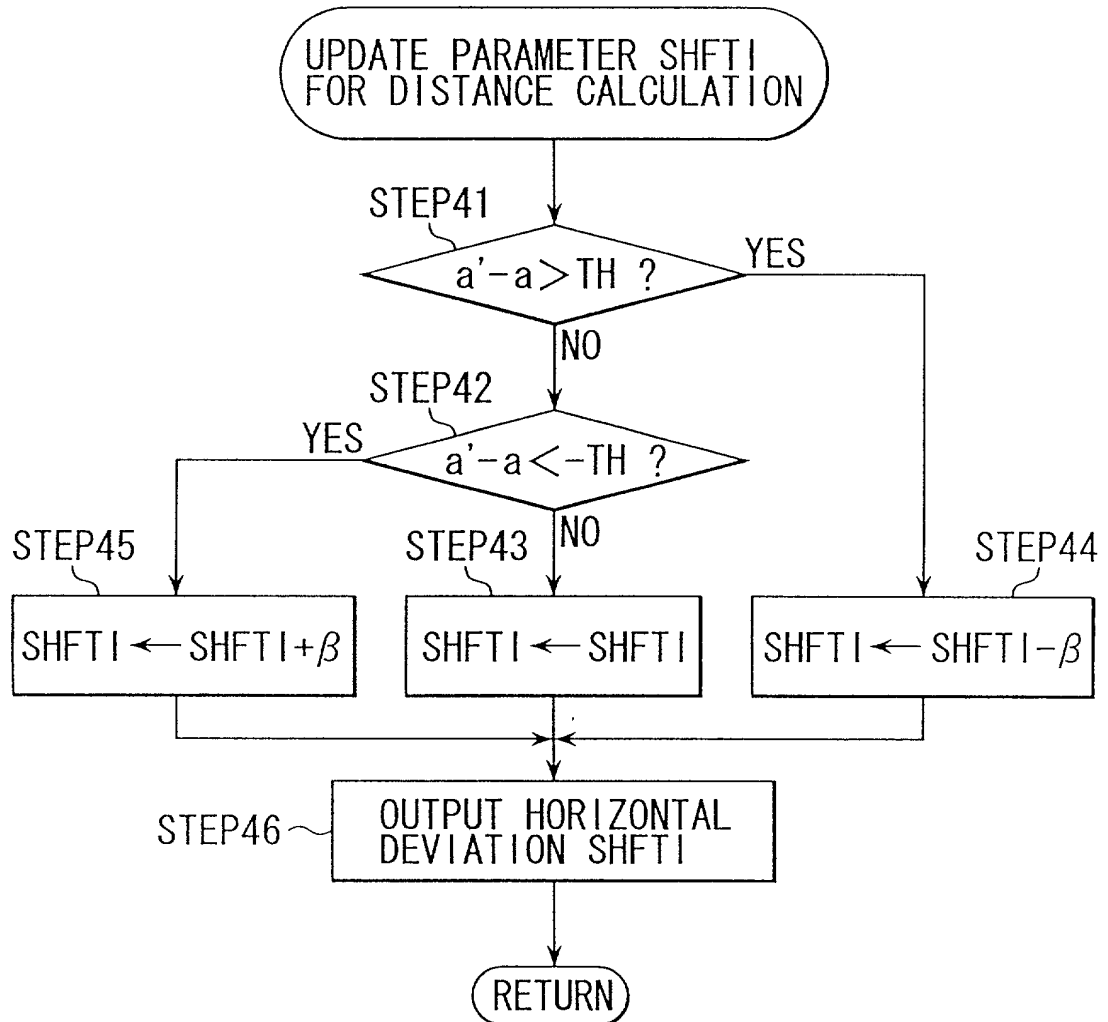 UPDATE PARAMETER SHFTI
FOR DISTANCE CALCULATION
STEP41
a'-a>TH ?
YES
NO
STEP42
YES
a'-a<-TH ?
NO
STEP45
STEP43
STEP44
SHFTI ← SHFTI+β
SHFTI ← SHFTI
SHFTI ← SHFTI-β
STEP46
OUTPUT HORIZONTAL
DEVIATION SHFTI
RETURN